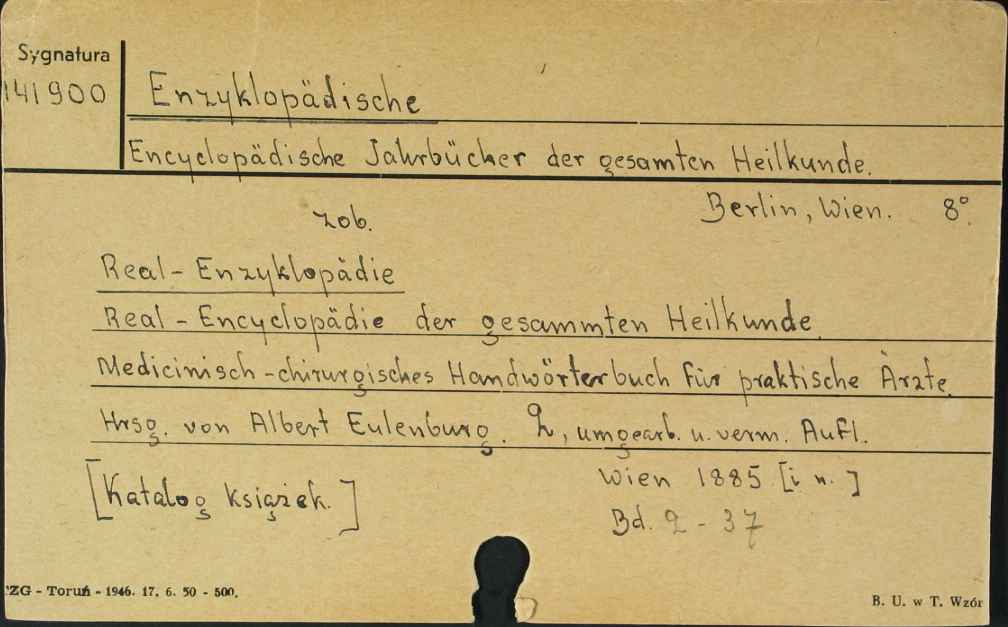 Sygnatura
141900
Enzyklopädische
Encyclopädische Jahrbücher der gesamten Heilkunde.
Berlin, Wien. 8°.
zob.
Real-Enzyklopädie
Real-Encyclopädie der gesammten Heilkunde.
Medicinisch-chirurgisches Handwörterbuch für praktische Ärzte.
Hrsg. von Albert Eulenburg. 2, umgearb. u. verm. Aufl.
Wien 1885 [i n.]
[Katalog książek.]
Bd. 2 - 37
ZG - Toruń - 1946. 17. 6. 50 - 500.
B. U. w T. Wzór